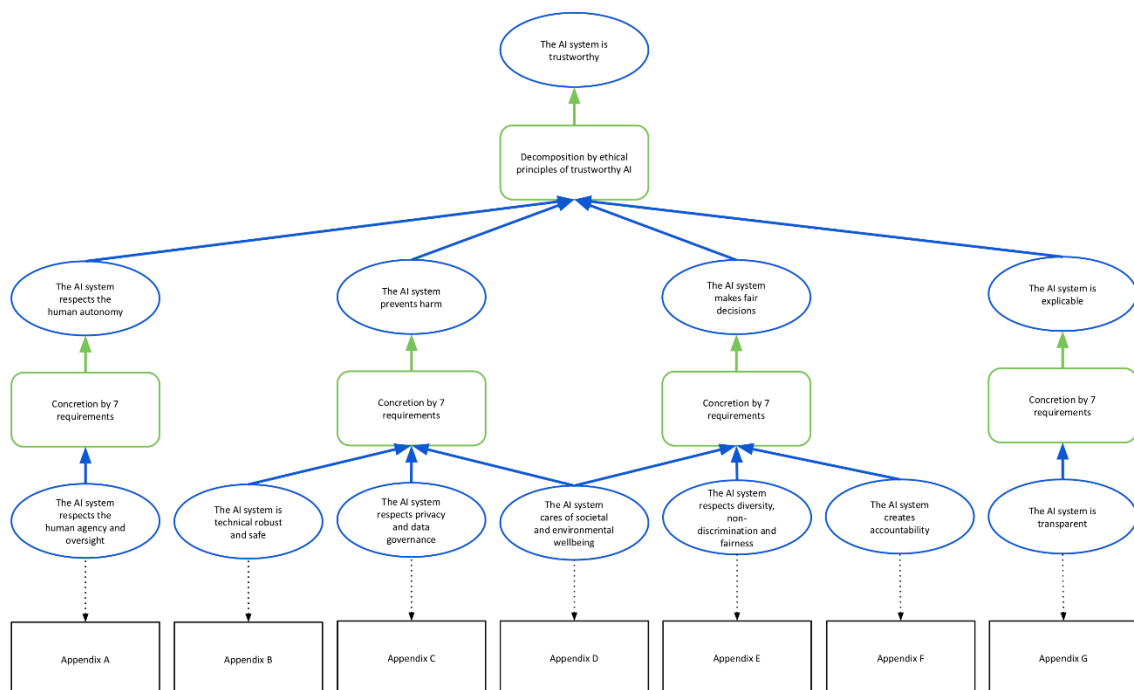 The AI system is
trustworthy
Decomposition by ethical
principles of trustworthy AI
The AI system
respects the
human autonomy
The AI system
prevents harm
The AI system
makes fair
decisions
The AI system is
explicable
Concretion by 7
requirements
Concretion by 7
requirements
Concretion by 7
requirements
Concretion by 7
requirements
The AI system
respects the
human agency and
oversight
The AI system is
technical robust
and safe
The AI system
respects privacy
and data
governance
The AI system
cares of societal
and environmental
wellbeing
The AI system
respects diversity,
non-
discrimination and
fairness
The AI system
creates
accountability
The AI system is
transparent
Appendix A
Appendix B
Appendix C
Appendix D
Appendix E
Appendix F
Appendix G